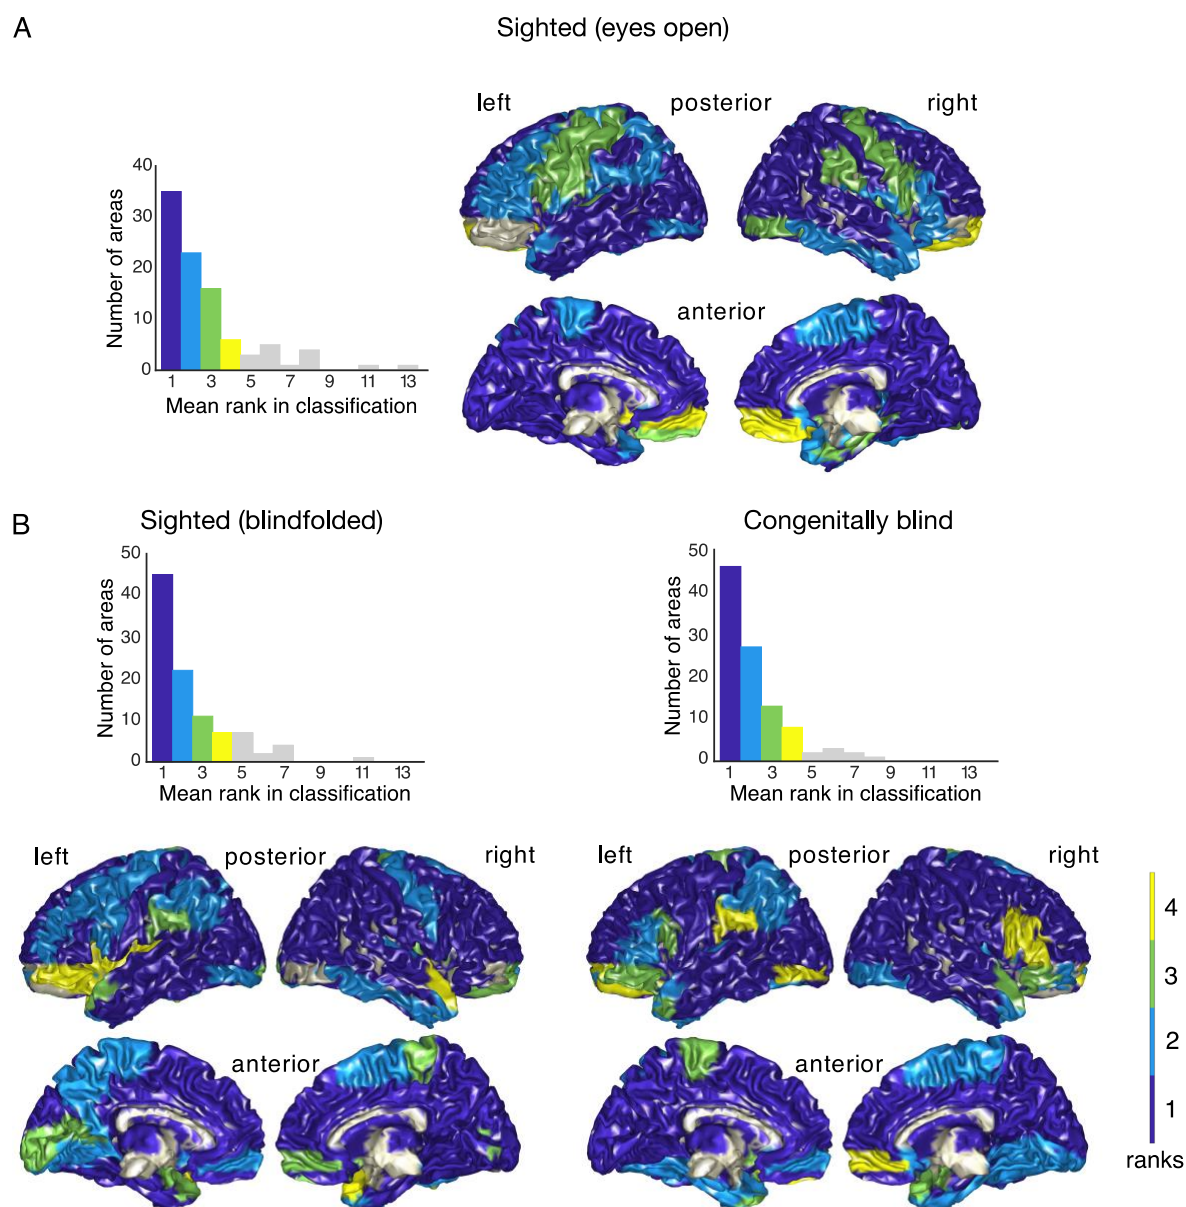 A
Sighted (eyes open)
left
posterior
right
40
30
20
10
0
Number of areas
1
3
5
7
9
11
13
Mean rank in classification
anterior
B
Sighted (blindfolded)
50
40
30
20
10
0
Number of areas
1
3
5
7
9
11
13
Mean rank in classification
Congenitally blind
50
40
30
20
10
0
Number of areas
1
3
5
7
9
11
13
Mean rank in classification
left
posterior
right
anterior
left
posterior
right
anterior
4
3
2
1
ranks